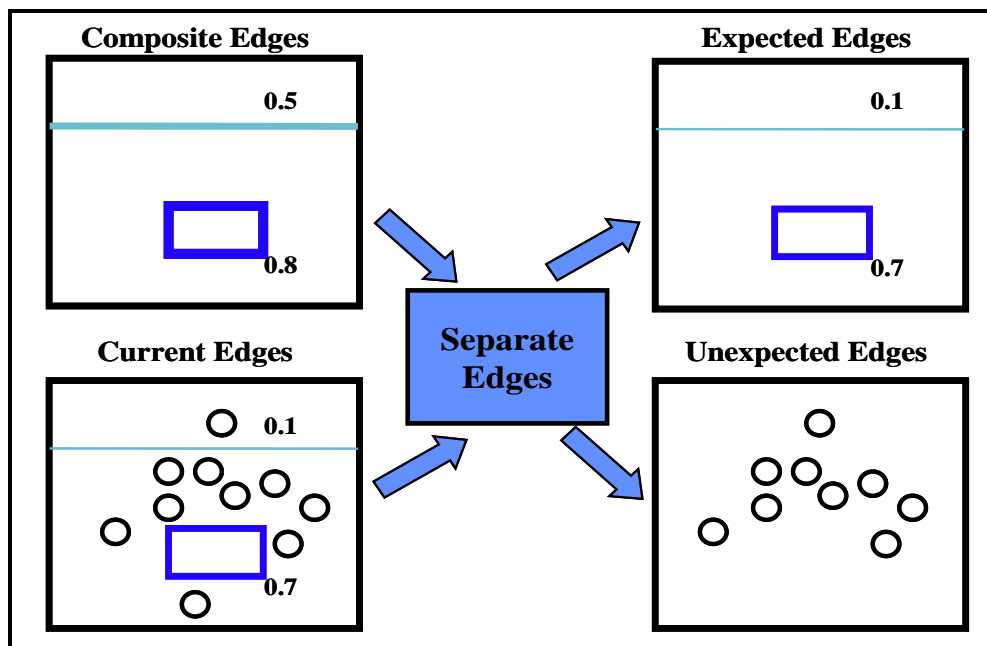 Composite Edges
0.5
0.8
Expected Edges
0.1
0.7
Separate
Edges
Current Edges
0.1
0.7
Unexpected Edges